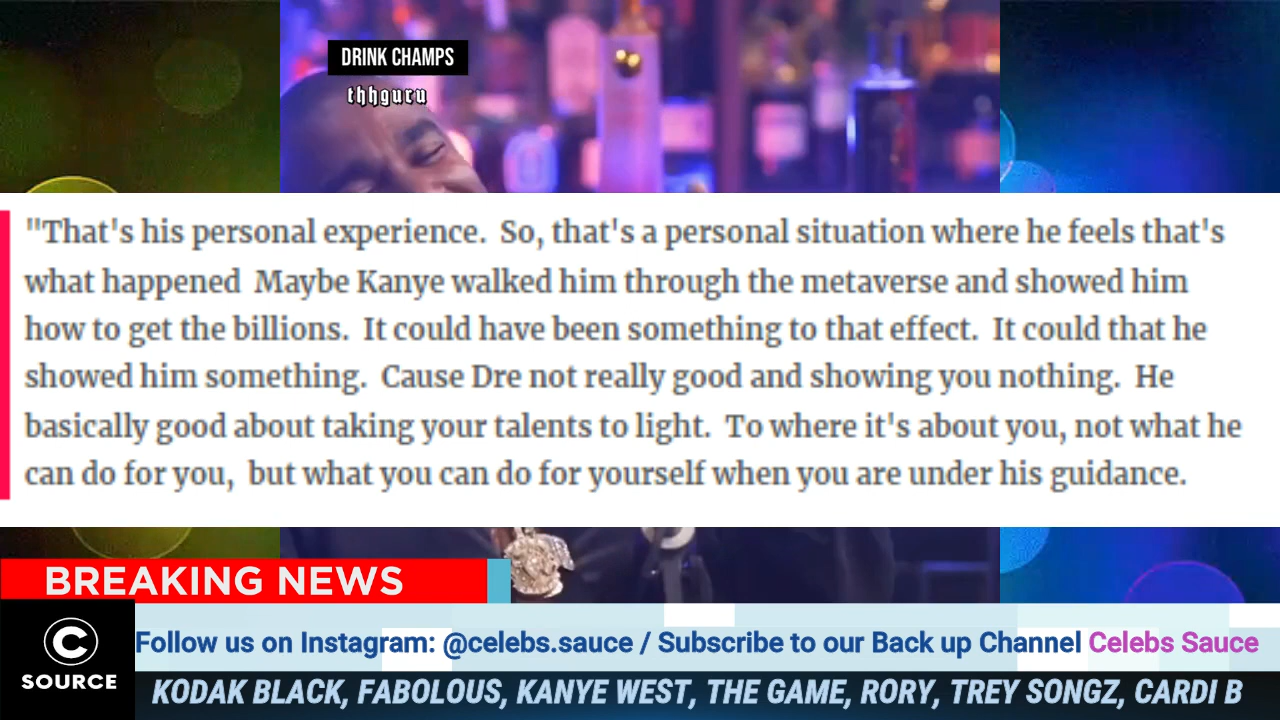 DRINK CHAMPS
thhguru
"That's his personal experience.  So, that's a personal situation where he feels that's
what happened  Maybe Kanye walked him through the metaverse and showed him
how to get the billions.  It could have been something to that effect.  It could that he
showed him something.  Cause Dre not really good and showing you nothing.  He
basically good about taking your talents to light.  To where it's about you, not what he
can do for you,  but what you can do for yourself when you are under his guidance.
BREAKING NEWS
C
SOURCE
Follow us on Instagram: @celebs.sauce / Subscribe to our Back up Channel Celebs Sauce
KODAK BLACK, FABOLOUS, KANYE WEST, THE GAME, RORY, TREY SONGZ, CARDI B